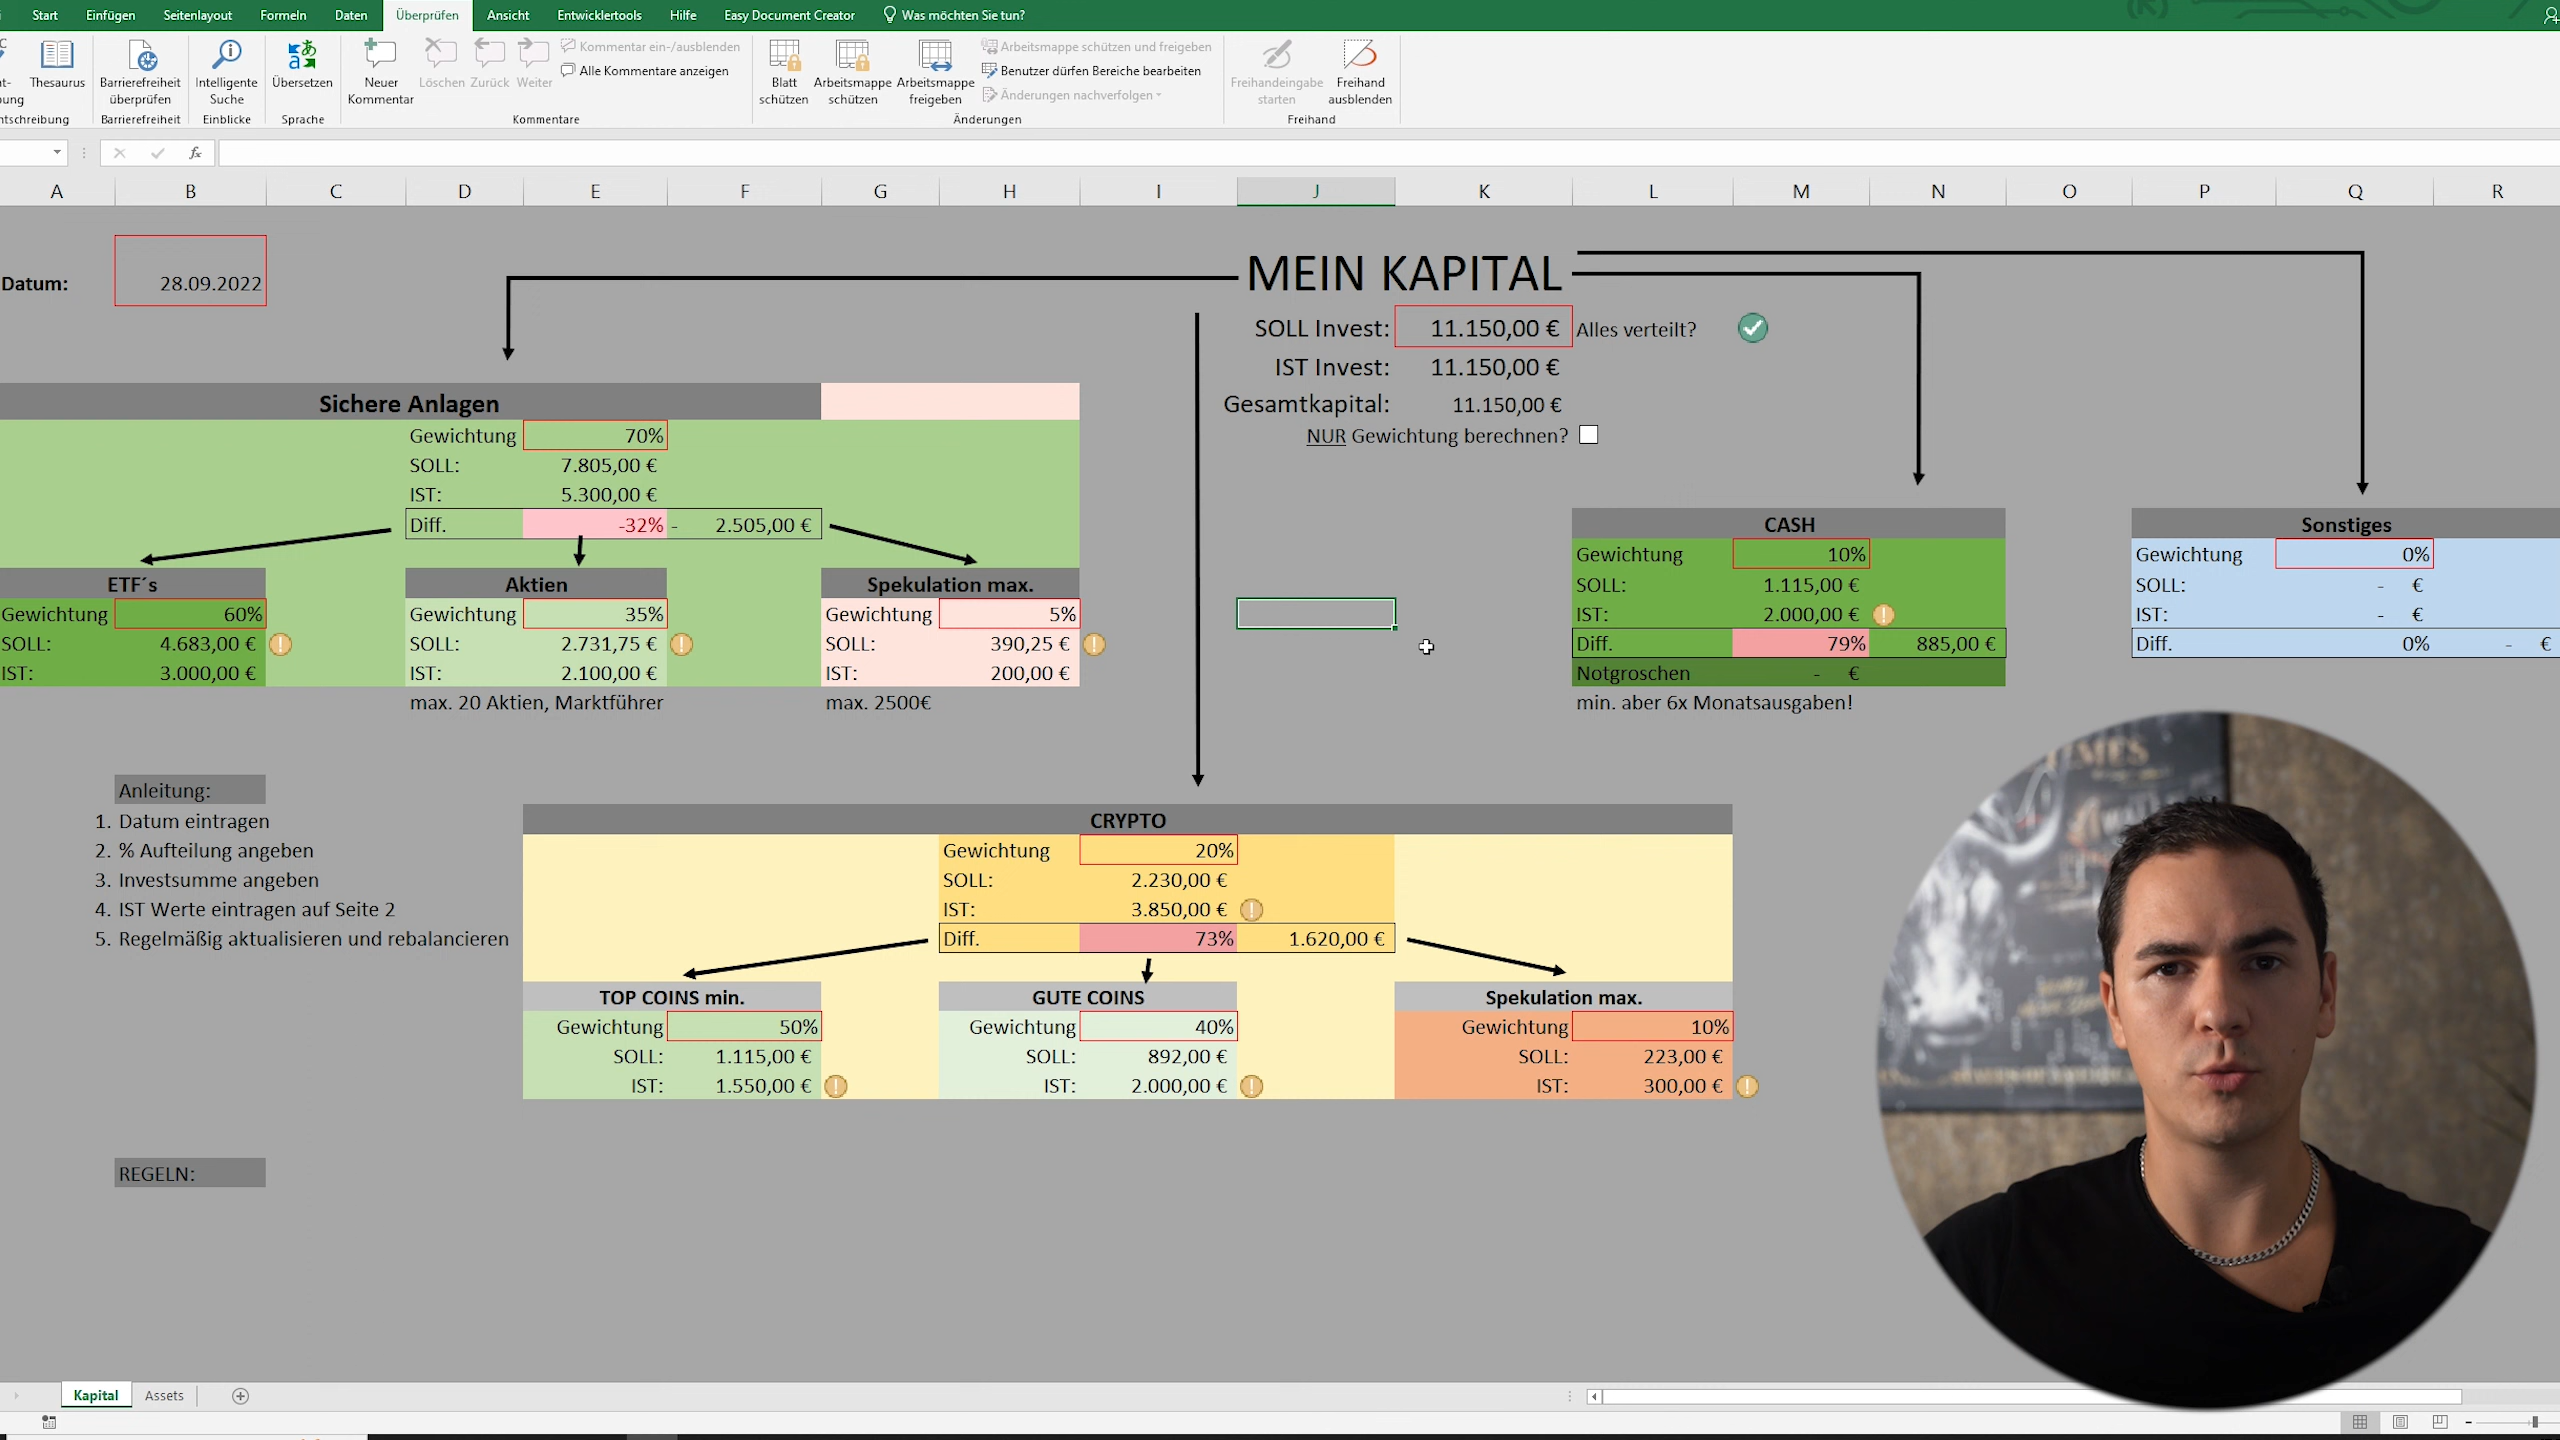 Start Einfügen Seitenlayout Formeln Daten Überprüfen Ansicht Entwicklertools Hilfe Easy Document Creator Was möchten Sie tun?
Thesaurus
Barrierefreiheit überprüfen
Intelligente Suche
Übersetzen
Neuer Kommentar
Löschen Zurück Weiter
Kommentar ein-/ausblenden
Alle Kommentare anzeigen
Blatt schützen
Arbeitsmappe schützen
Arbeitsmappe freigeben
Arbeitsmappe schützen und freigeben
Benutzer dürfen Bereiche bearbeiten
Änderungen nachverfolgen
Freihandeingabe starten
Freihand ausblenden
Barrierefreiheit Einblicke Sprache Kommentare Änderungen Freihand
fx
A B C D E F G H I J K L M N O P Q R
Datum: 28.09.2022
MEIN KAPITAL
SOLL Invest: 11.150,00 € Alles verteilt?
IST Invest: 11.150,00 €
Gesamtkapital: 11.150,00 €
NUR Gewichtung berechnen?
Sichere Anlagen
Gewichtung 70%
SOLL: 7.805,00 €
IST: 5.300,00 €
Diff. -32% - 2.505,00 €
ETF´s
Gewichtung 60%
SOLL: 4.683,00 €
IST: 3.000,00 €
Aktien
Gewichtung 35%
SOLL: 2.731,75 €
IST: 2.100,00 €
max. 20 Aktien, Marktführer
Spekulation max.
Gewichtung 5%
SOLL: 390,25 €
IST: 200,00 €
max. 2500€
CASH
Gewichtung 10%
SOLL: 1.115,00 €
IST: 2.000,00 €
Diff. 79% 885,00 €
Notgroschen - €
min. aber 6x Monatsausgaben!
Sonstiges
Gewichtung 0%
SOLL: - €
IST: - €
Diff. 0% - €
Anleitung:
1. Datum eintragen
2. % Aufteilung angeben
3. Investsumme angeben
4. IST Werte eintragen auf Seite 2
5. Regelmäßig aktualisieren und rebalancieren
CRYPTO
Gewichtung 20%
SOLL: 2.230,00 €
IST: 3.850,00 €
Diff. 73% 1.620,00 €
TOP COINS min.
Gewichtung 50%
SOLL: 1.115,00 €
IST: 1.550,00 €
GUTE COINS
Gewichtung 40%
SOLL: 892,00 €
IST: 2.000,00 €
Spekulation max.
Gewichtung 10%
SOLL: 223,00 €
IST: 300,00 €
REGELN:
Kapital Assets